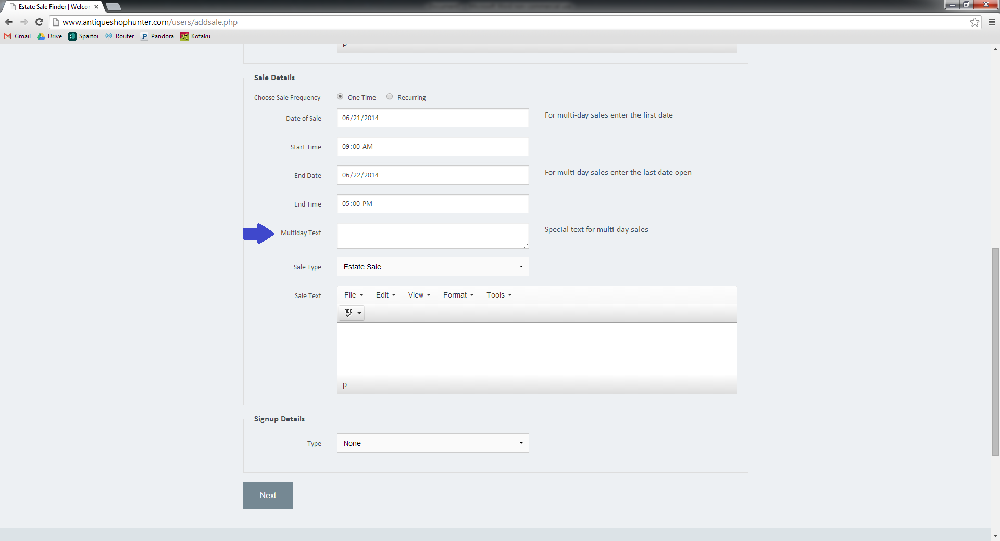 Estate Sale Finder | Welcor
www.antiqueshophunter.com/users/addsale.php
Gmail Drive Spartoi Router Pandora Kotaku
p
Sale Details
Choose Sale Frequency One Time Recurring
Date of Sale 06/21/2014 For multi-day sales enter the first date
Start Time 09:00 AM
End Date 06/22/2014 For multi-day sales enter the last date open
End Time 05:00 PM
Multiday Text Special text for multi-day sales
Sale Type Estate Sale
Sale Text File Edit View Format Tools
ABC
p
Signup Details
Type None
Next